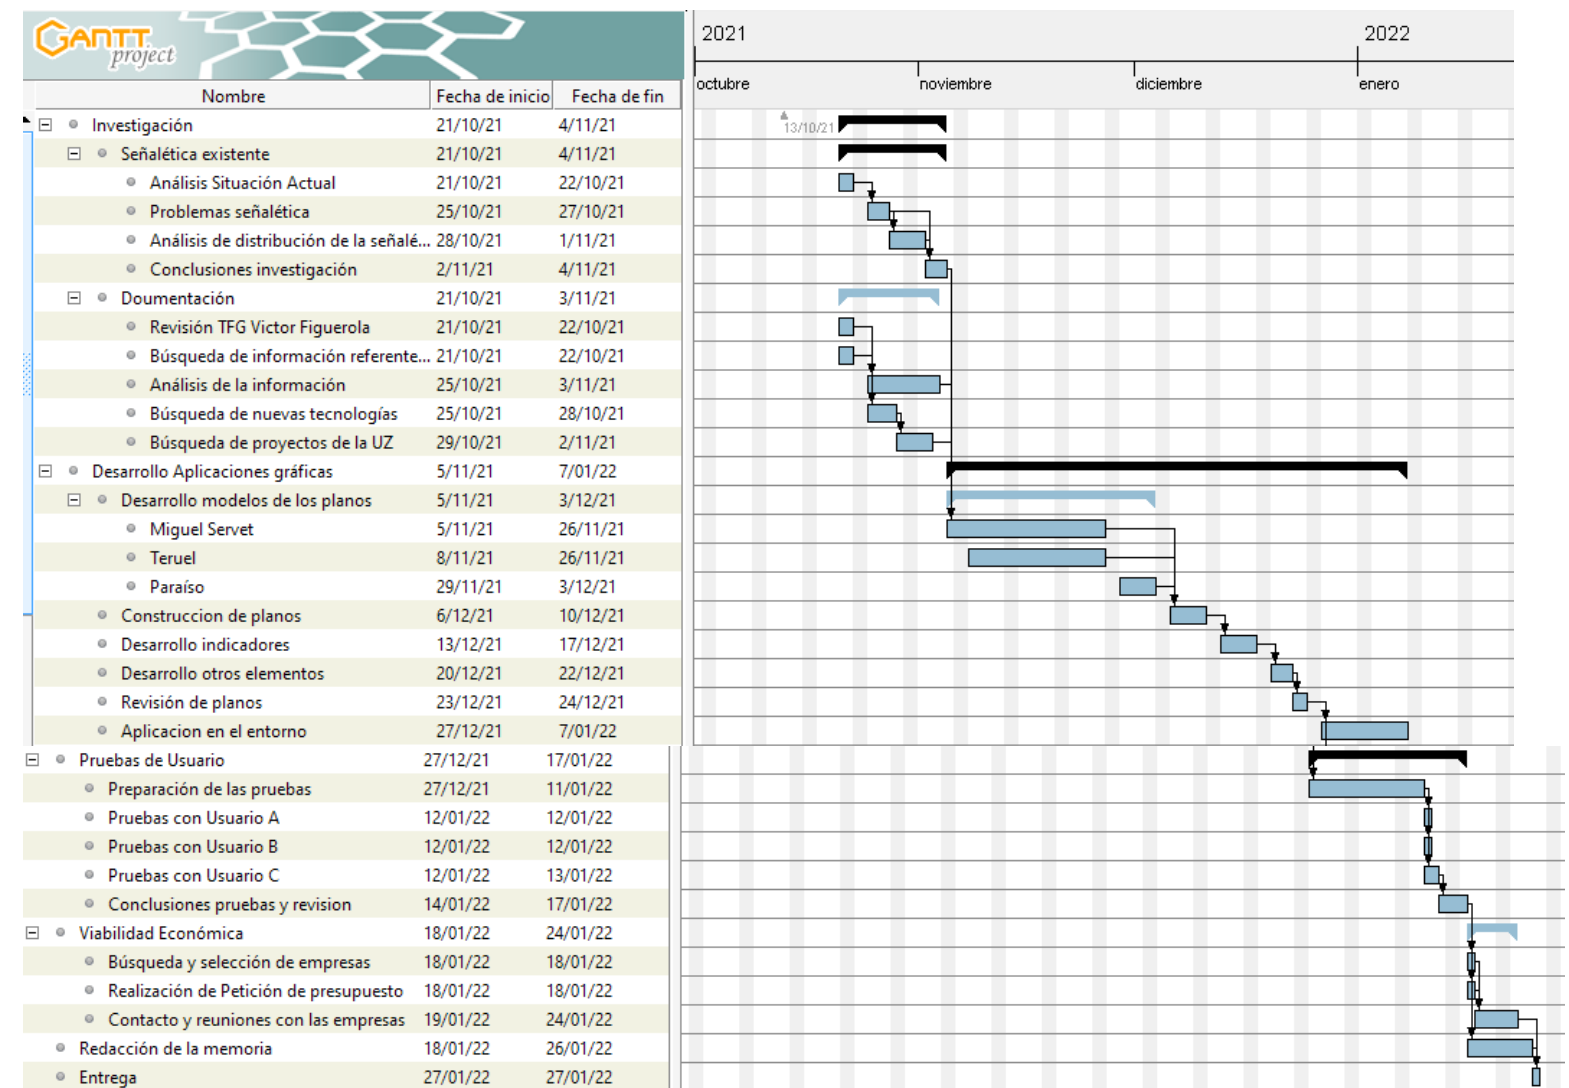 GANTT
project
2021
2022
octubre
noviembre
diciembre
enero
Nombre Fecha de inicio Fecha de fin
13/10/21
Investigación 21/10/21 4/11/21
Señalética existente 21/10/21 4/11/21
Análisis Situación Actual 21/10/21 22/10/21
Problemas señalética 25/10/21 27/10/21
Análisis de distribución de la señalé... 28/10/21 1/11/21
Conclusiones investigación 2/11/21 4/11/21
Doumentación 21/10/21 3/11/21
Revisión TFG Victor Figuerola 21/10/21 22/10/21
Búsqueda de información referente... 21/10/21 22/10/21
Análisis de la información 25/10/21 3/11/21
Búsqueda de nuevas tecnologías 25/10/21 28/10/21
Búsqueda de proyectos de la UZ 29/10/21 2/11/21
Desarrollo Aplicaciones gráficas 5/11/21 7/01/22
Desarrollo modelos de los planos 5/11/21 3/12/21
Miguel Servet 5/11/21 26/11/21
Teruel 8/11/21 26/11/21
Paraíso 29/11/21 3/12/21
Construccion de planos 6/12/21 10/12/21
Desarrollo indicadores 13/12/21 17/12/21
Desarrollo otros elementos 20/12/21 22/12/21
Revisión de planos 23/12/21 24/12/21
Aplicacion en el entorno 27/12/21 7/01/22
Pruebas de Usuario 27/12/21 17/01/22
Preparación de las pruebas 27/12/21 11/01/22
Pruebas con Usuario A 12/01/22 12/01/22
Pruebas con Usuario B 12/01/22 12/01/22
Pruebas con Usuario C 12/01/22 13/01/22
Conclusiones pruebas y revision 14/01/22 17/01/22
Viabilidad Económica 18/01/22 24/01/22
Búsqueda y selección de empresas 18/01/22 18/01/22
Realización de Petición de presupuesto 18/01/22 18/01/22
Contacto y reuniones con las empresas 19/01/22 24/01/22
Redacción de la memoria 18/01/22 26/01/22
Entrega 27/01/22 27/01/22